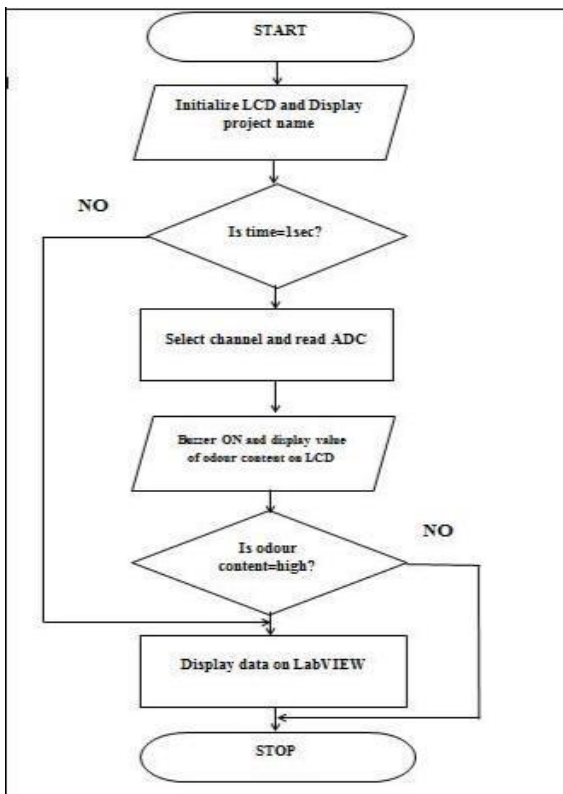 START
Initialize LCD and Display
project name
NO
Is time=1sec?
Select channel and read ADC
Buzzer ON and display value
of odour content on LCD
NO
Is odour
content=high?
Display data on LabVIEW
STOP